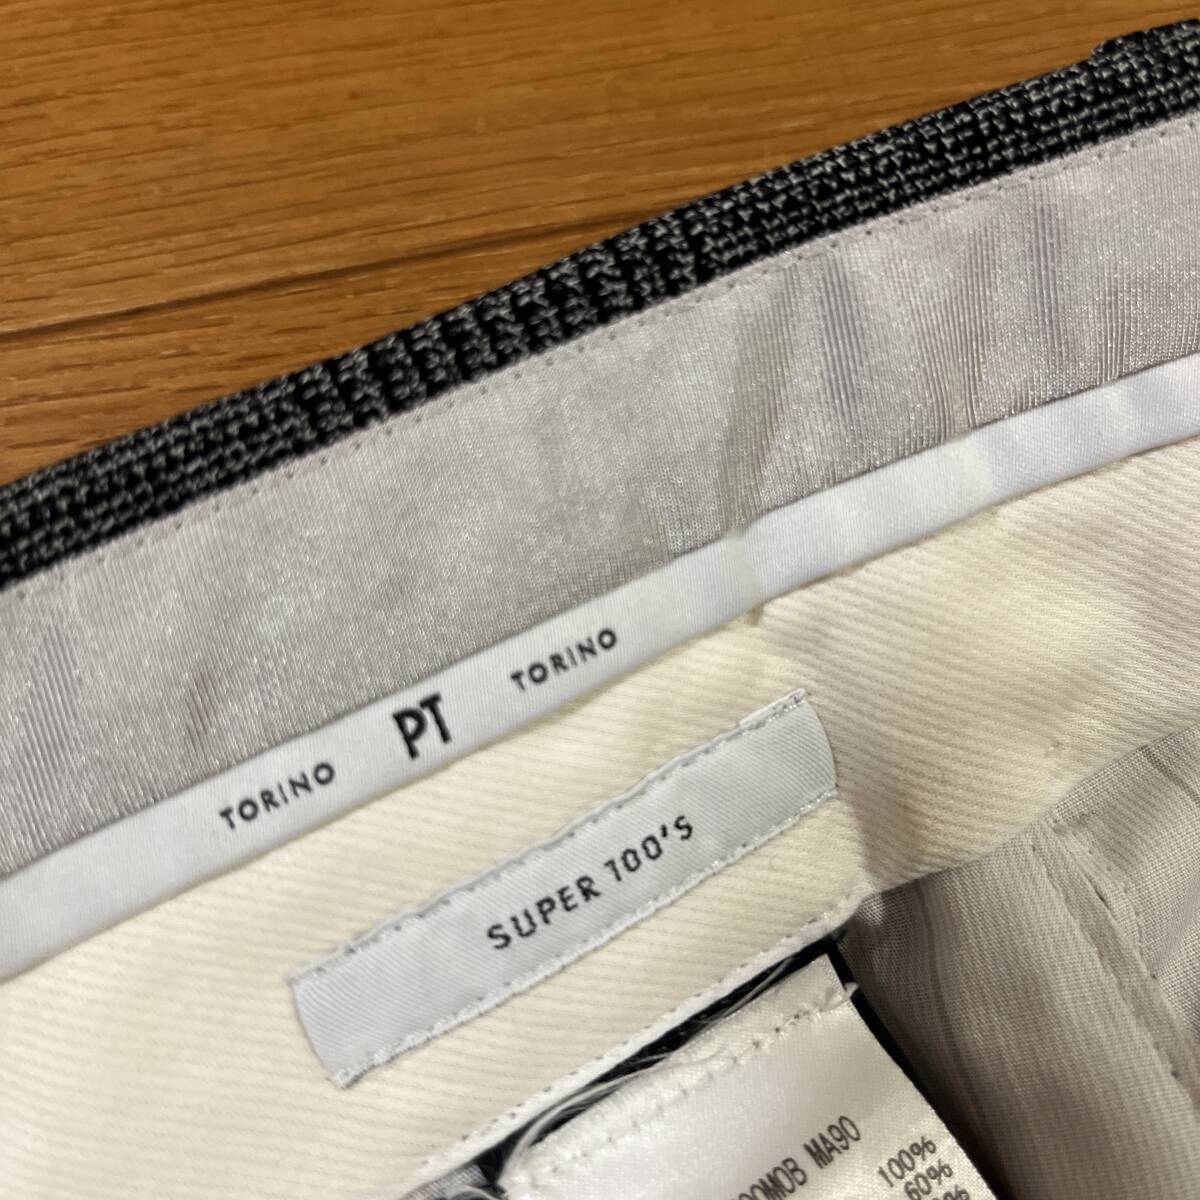 TORINO PT TORINO
SUPER 100'S
MA90
100%
60%